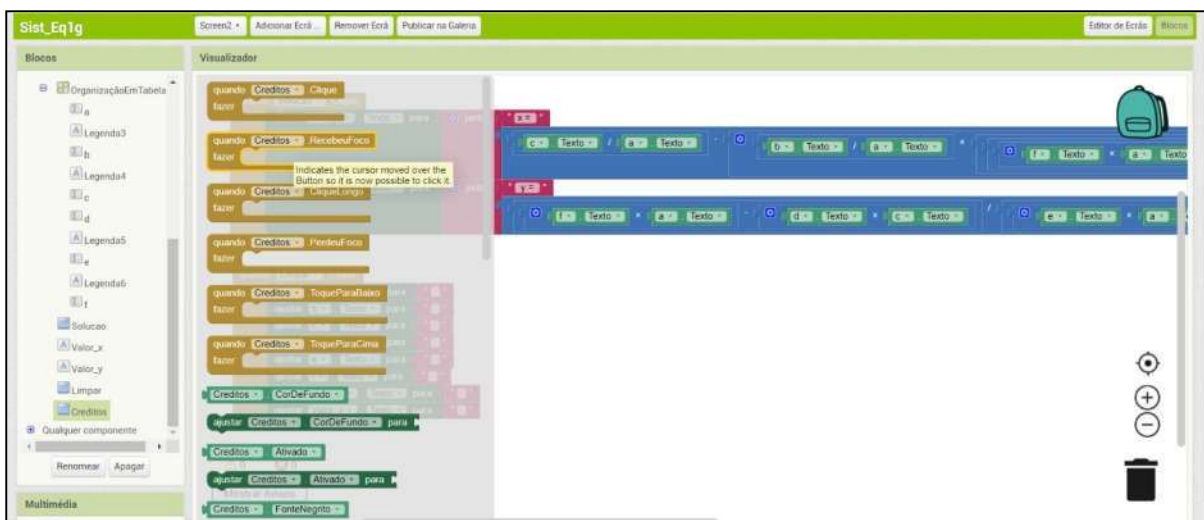 Sist_Eq1g
Screen2 Adicionar Ecrã ... Remover Ecrã Publicar na Galeria
Editor de Ecrãs Blocos
Blocos
OrganizaçãoEmTabela
a
Legenda3
b
Legenda4
c
d
Legenda5
e
Legenda6
f
Solucao
Valor_x
Valor_y
Limpar
Creditos
Qualquer componente
Renomear Apagar
Multimédia
Visualizador
quando Creditos .Clique
fazer
quando Creditos .RecebeuFoco
fazer
Indicates the cursor moved over the
Button so it is now possible to click it.
quando Creditos .CliqueLongo
fazer
quando Creditos .PerdeuFoco
fazer
quando Creditos .ToqueParaBaixo
fazer
quando Creditos .ToqueParaCima
fazer
Creditos . CorDeFundo
ajustar Creditos . CorDeFundo para
Creditos . Ativado
ajustar Creditos . Ativado para
Creditos . FonteNegrito
" x = "
c . Texto / a . Texto - b . Texto / a . Texto × f . Texto × a . Texto
" y = "
f . Texto × a . Texto - d . Texto × c . Texto / e . Texto × a .